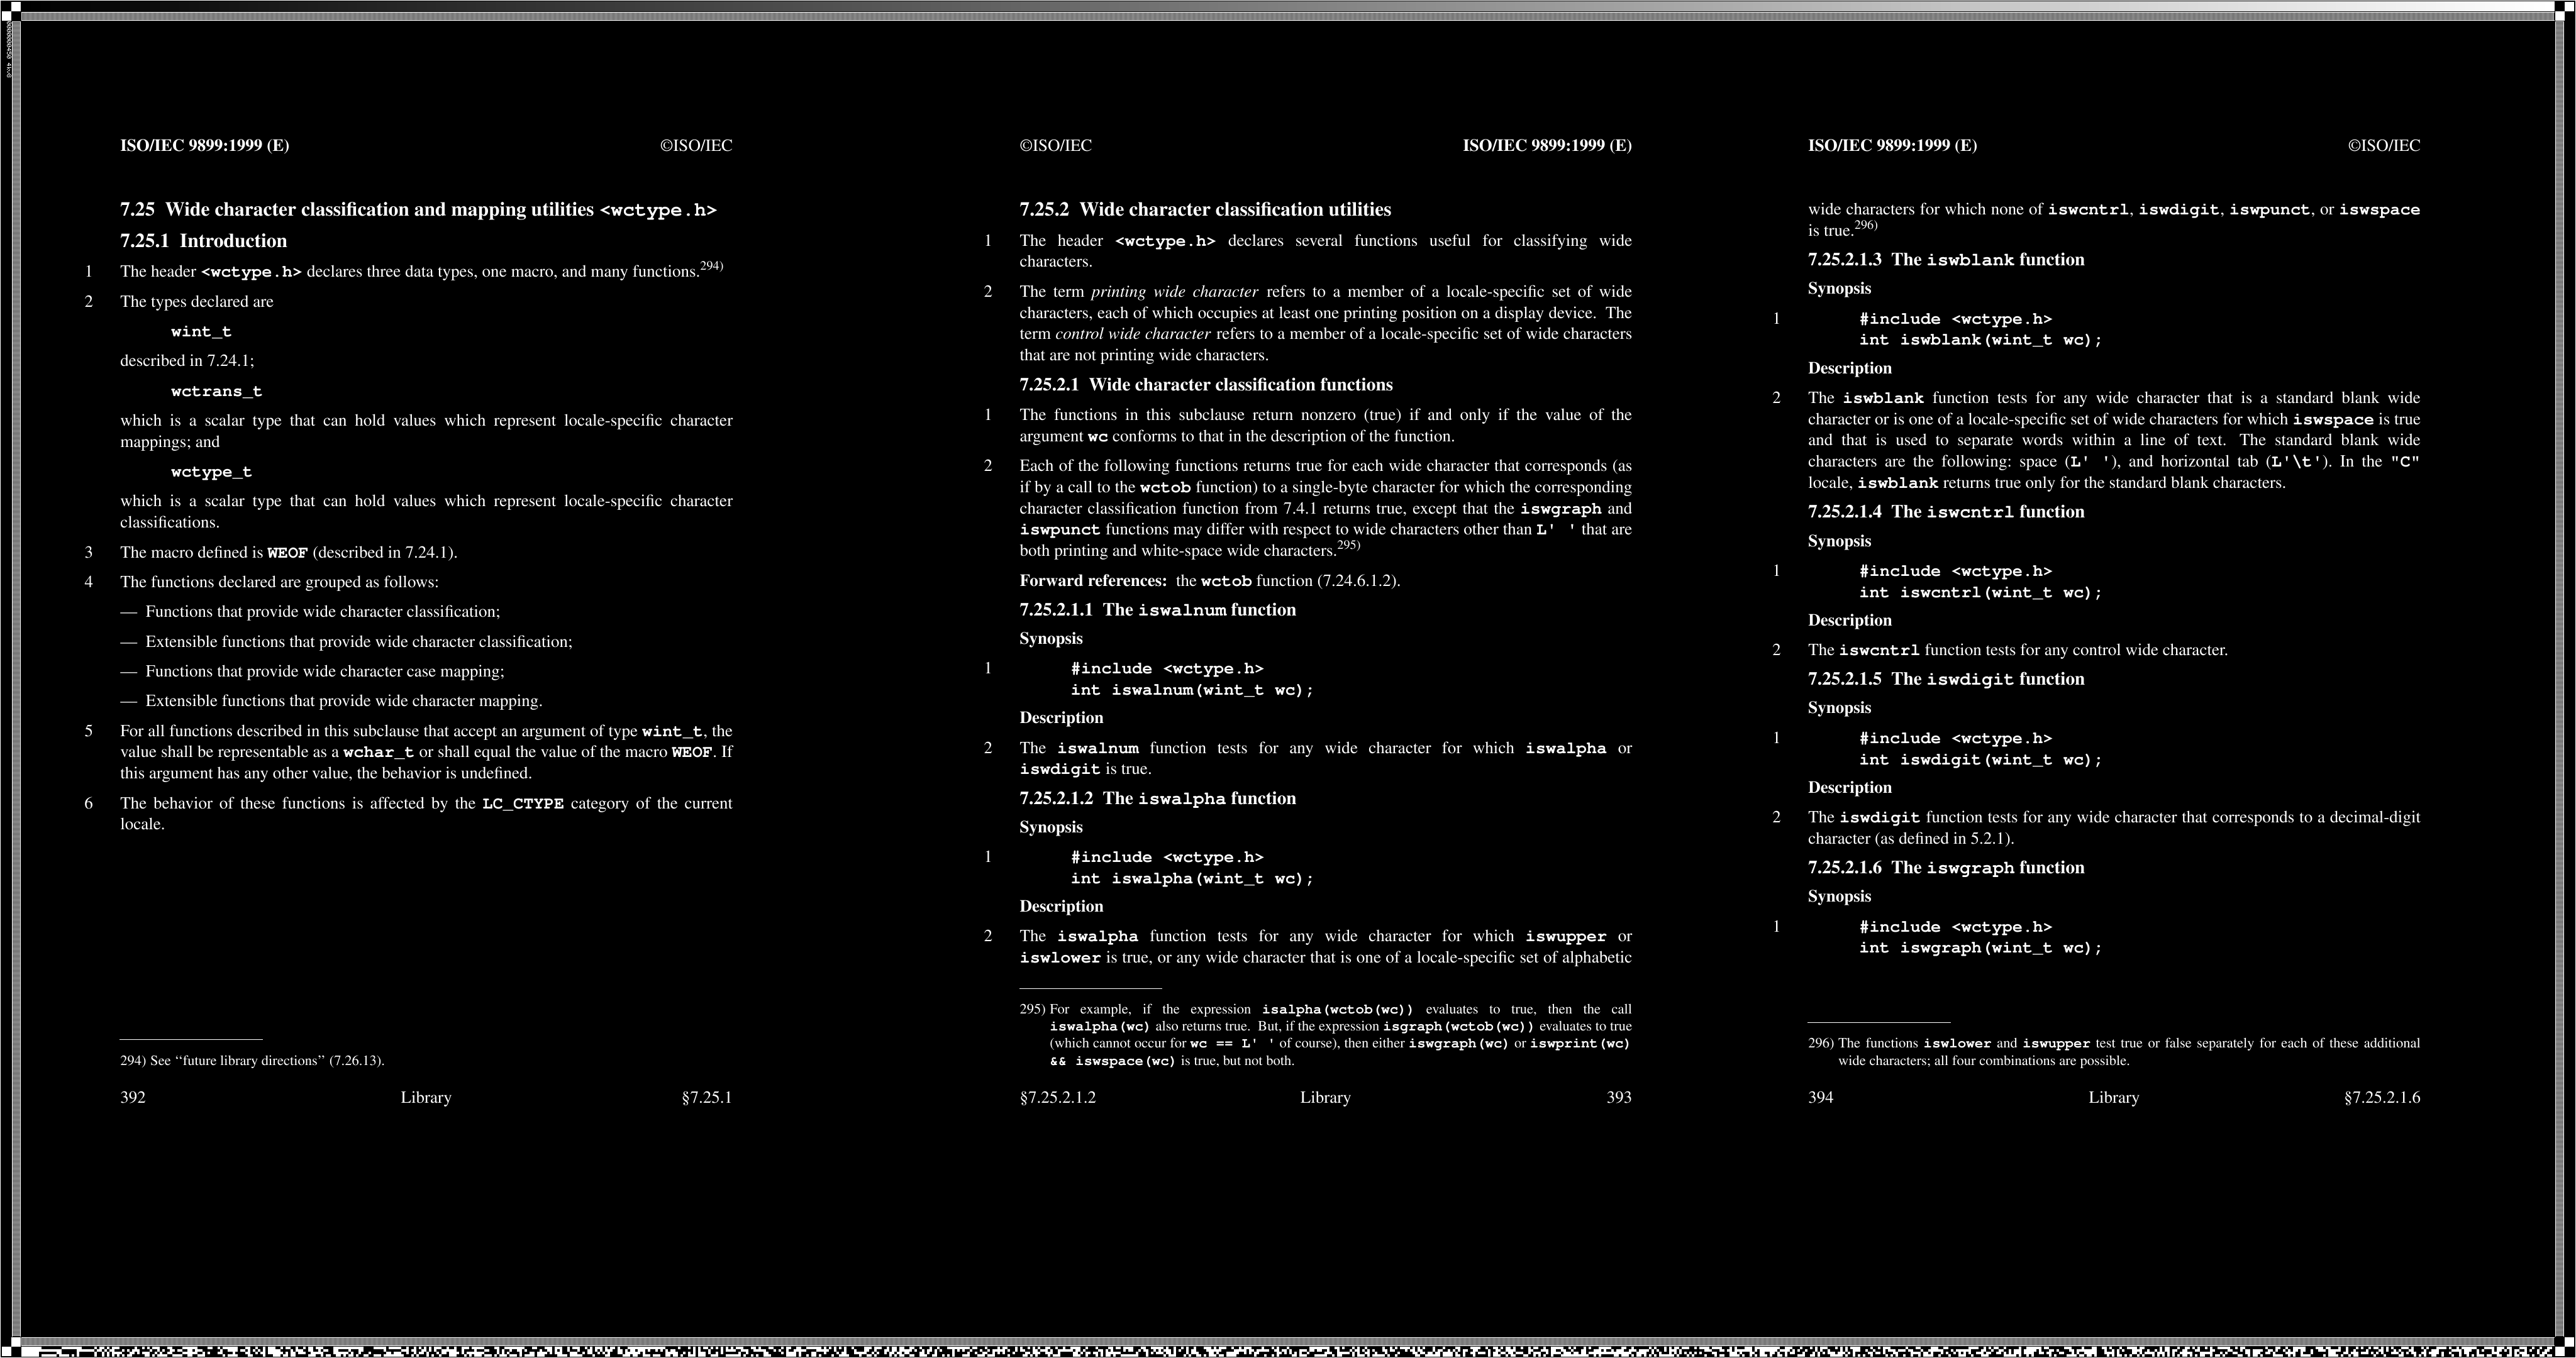 ISO/IEC 9899:1999 (E) ©ISO/IEC
7.25 Wide character classification and mapping utilities <wctype.h>
7.25.1 Introduction
1 The header <wctype.h> declares three data types, one macro, and many functions.294)
2 The types declared are
wint_t
described in 7.24.1;
wctrans_t
which is a scalar type that can hold values which represent locale-specific character
mappings; and
wctype_t
which is a scalar type that can hold values which represent locale-specific character
classifications.
3 The macro defined is WEOF (described in 7.24.1).
4 The functions declared are grouped as follows:
— Functions that provide wide character classification;
— Extensible functions that provide wide character classification;
— Functions that provide wide character case mapping;
— Extensible functions that provide wide character mapping.
5 For all functions described in this subclause that accept an argument of type wint_t, the
value shall be representable as a wchar_t or shall equal the value of the macro WEOF. If
this argument has any other value, the behavior is undefined.
6 The behavior of these functions is affected by the LC_CTYPE category of the current
locale.
294) See ‘‘future library directions’’ (7.26.13).
392 Library §7.25.1
©ISO/IEC ISO/IEC 9899:1999 (E)
7.25.2 Wide character classification utilities
1 The header <wctype.h> declares several functions useful for classifying wide
characters.
2 The term printing wide character refers to a member of a locale-specific set of wide
characters, each of which occupies at least one printing position on a display device. The
term control wide character refers to a member of a locale-specific set of wide characters
that are not printing wide characters.
7.25.2.1 Wide character classification functions
1 The functions in this subclause return nonzero (true) if and only if the value of the
argument wc conforms to that in the description of the function.
2 Each of the following functions returns true for each wide character that corresponds (as
if by a call to the wctob function) to a single-byte character for which the corresponding
character classification function from 7.4.1 returns true, except that the iswgraph and
iswpunct functions may differ with respect to wide characters other than L' ' that are
both printing and white-space wide characters.295)
Forward references: the wctob function (7.24.6.1.2).
7.25.2.1.1 The iswalnum function
Synopsis
1 #include <wctype.h>
int iswalnum(wint_t wc);
Description
2 The iswalnum function tests for any wide character for which iswalpha or
iswdigit is true.
7.25.2.1.2 The iswalpha function
Synopsis
1 #include <wctype.h>
int iswalpha(wint_t wc);
Description
2 The iswalpha function tests for any wide character for which iswupper or
iswlower is true, or any wide character that is one of a locale-specific set of alphabetic
295) For example, if the expression isalpha(wctob(wc)) evaluates to true, then the call
iswalpha(wc) also returns true. But, if the expression isgraph(wctob(wc)) evaluates to true
(which cannot occur for wc == L' ' of course), then either iswgraph(wc) or iswprint(wc)
&& iswspace(wc) is true, but not both.
§7.25.2.1.2 Library 393
ISO/IEC 9899:1999 (E) ©ISO/IEC
wide characters for which none of iswcntrl, iswdigit, iswpunct, or iswspace
is true.296)
7.25.2.1.3 The iswblank function
Synopsis
1 #include <wctype.h>
int iswblank(wint_t wc);
Description
2 The iswblank function tests for any wide character that is a standard blank wide
character or is one of a locale-specific set of wide characters for which iswspace is true
and that is used to separate words within a line of text. The standard blank wide
characters are the following: space (L' '), and horizontal tab (L'\t'). In the "C"
locale, iswblank returns true only for the standard blank characters.
7.25.2.1.4 The iswcntrl function
Synopsis
1 #include <wctype.h>
int iswcntrl(wint_t wc);
Description
2 The iswcntrl function tests for any control wide character.
7.25.2.1.5 The iswdigit function
Synopsis
1 #include <wctype.h>
int iswdigit(wint_t wc);
Description
2 The iswdigit function tests for any wide character that corresponds to a decimal-digit
character (as defined in 5.2.1).
7.25.2.1.6 The iswgraph function
Synopsis
1 #include <wctype.h>
int iswgraph(wint_t wc);
296) The functions iswlower and iswupper test true or false separately for each of these additional
wide characters; all four combinations are possible.
394 Library §7.25.2.1.6